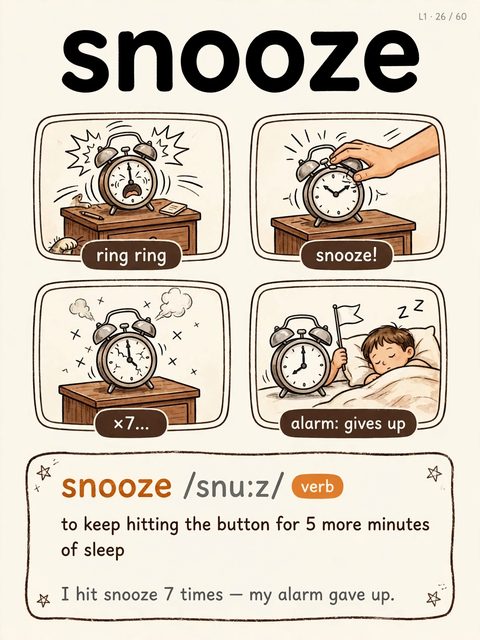 L1 · 26 / 60
snooze
ring ring
snooze!
×7...
Z Z
alarm: gives up
snooze /snu:z/ verb
to keep hitting the button for 5 more minutes
of sleep
I hit snooze 7 times — my alarm gave up.